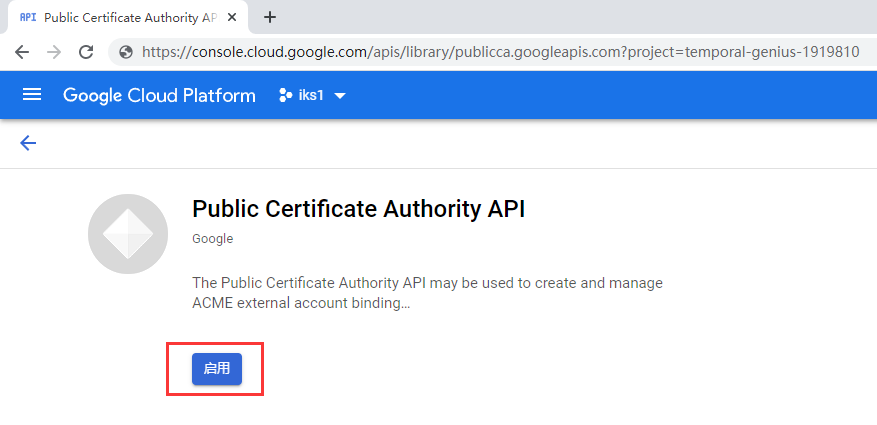 API Public Certificate Authority AP
https://console.cloud.google.com/apis/library/publicca.googleapis.com?project=temporal-genius-1919810
Google Cloud Platform iks1
Public Certificate Authority API
Google
The Public Certificate Authority API may be used to create and manage
ACME external account binding...
启用